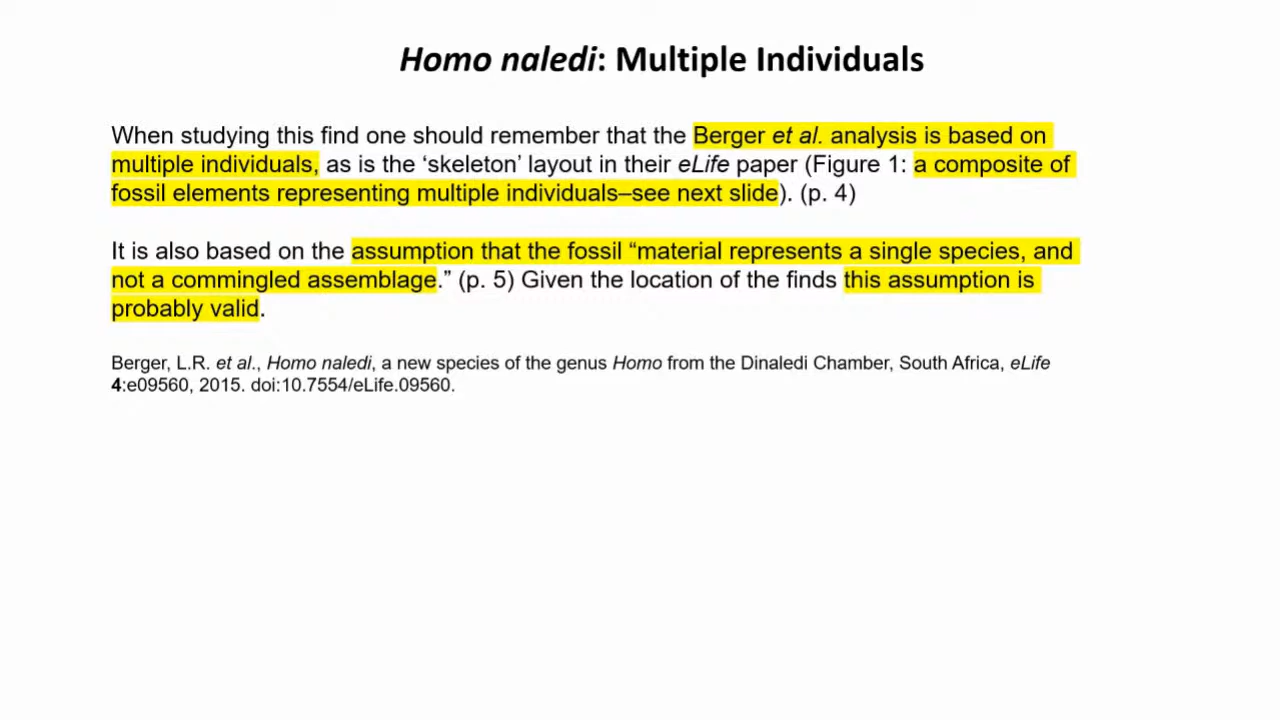 Homo naledi: Multiple Individuals
When studying this find one should remember that the Berger et al. analysis is based on
multiple individuals, as is the ‘skeleton’ layout in their eLife paper (Figure 1: a composite of
fossil elements representing multiple individuals–see next slide). (p. 4)
It is also based on the assumption that the fossil “material represents a single species, and
not a commingled assemblage.” (p. 5) Given the location of the finds this assumption is
probably valid.
Berger, L.R. et al., Homo naledi, a new species of the genus Homo from the Dinaledi Chamber, South Africa, eLife
4:e09560, 2015. doi:10.7554/eLife.09560.